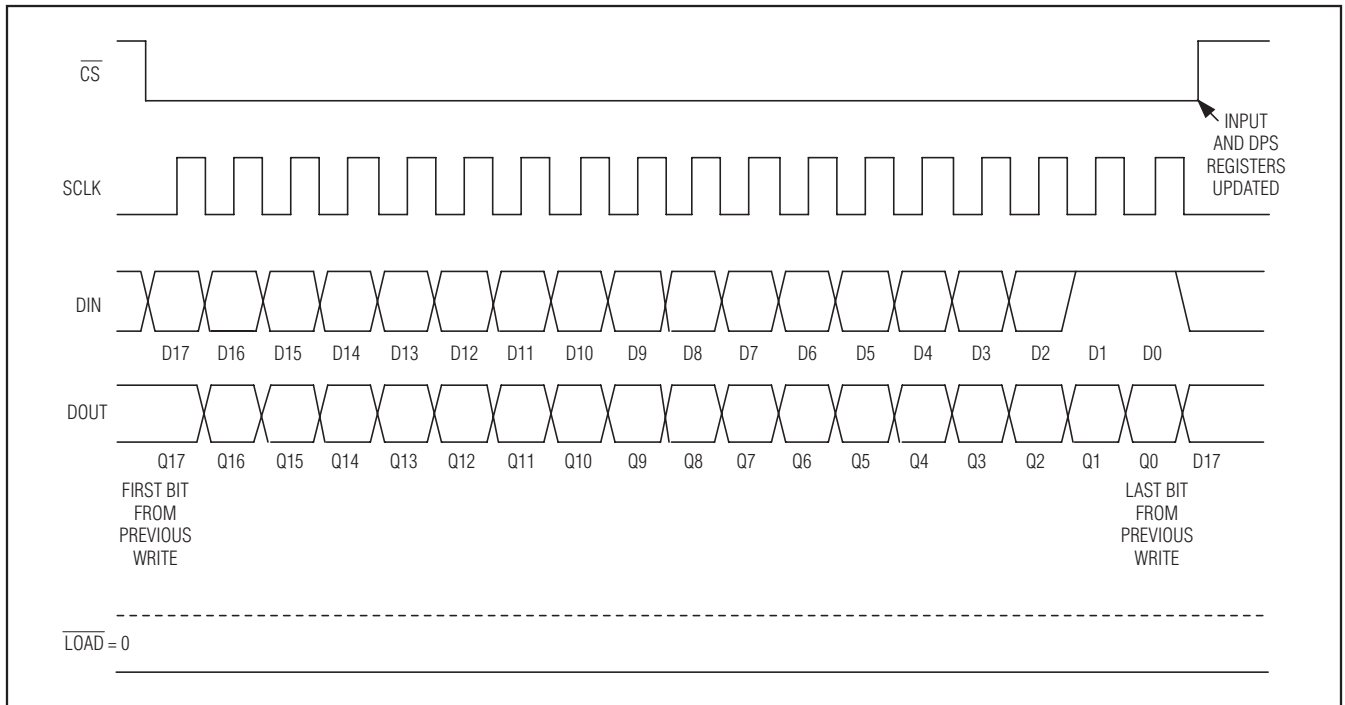 CS
INPUT
AND DPS
REGISTERS
UPDATED
SCLK
DIN
D17 D16 D15 D14 D13 D12 D11 D10 D9 D8 D7 D6 D5 D4 D3 D2 D1 D0
DOUT
Q17 Q16 Q15 Q14 Q13 Q12 Q11 Q10 Q9 Q8 Q7 Q6 Q5 Q4 Q3 Q2 Q1 Q0 D17
FIRST BIT
FROM
PREVIOUS
WRITE
LAST BIT
FROM
PREVIOUS
WRITE
LOAD = 0